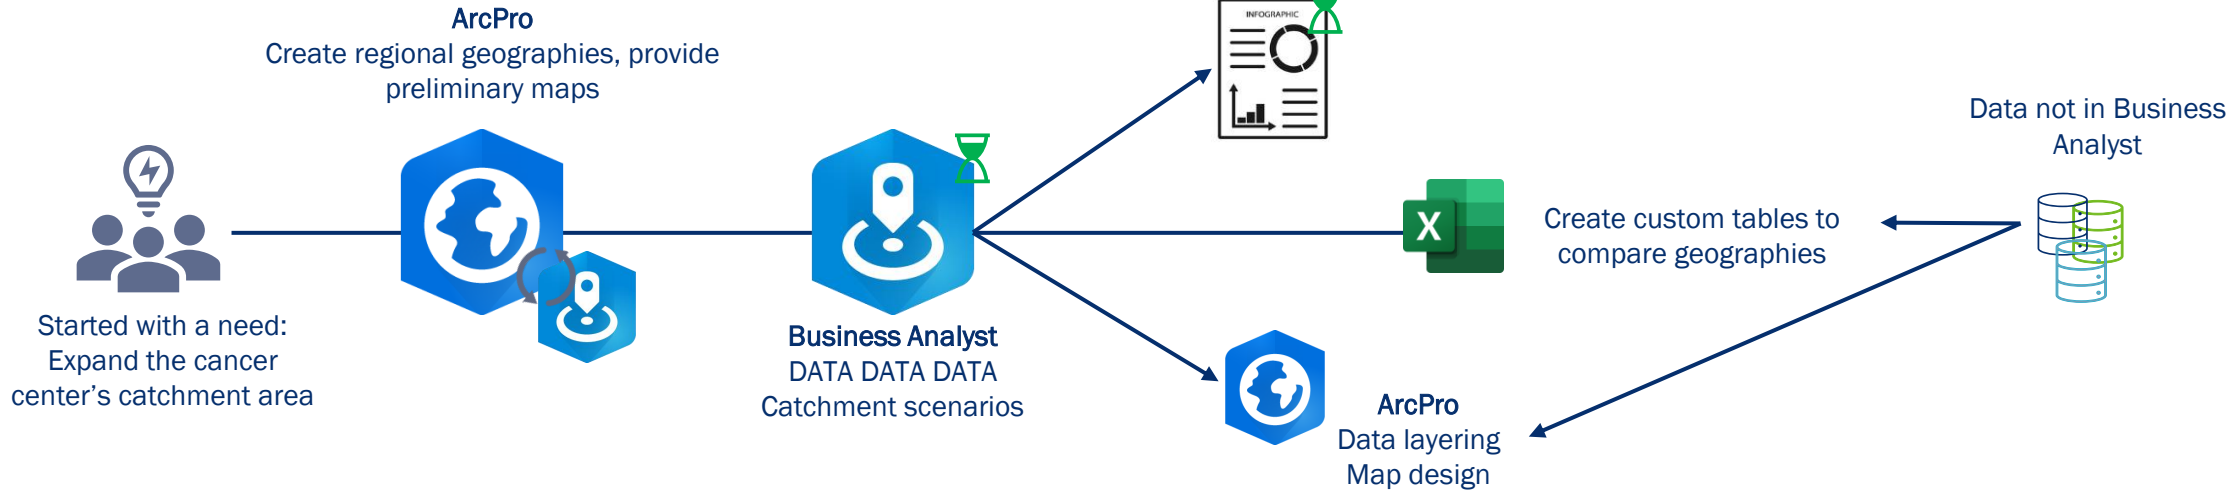 ArcPro
Create regional geographies, provide
preliminary maps
Started with a need:
Expand the cancer
center's catchment area
Business Analyst
DATA DATA DATA
Catchment scenarios
INFOGRAPHIC
X
Create custom tables to
compare geographies
ArcPro
Data layering
Map design
Data not in Business
Analyst